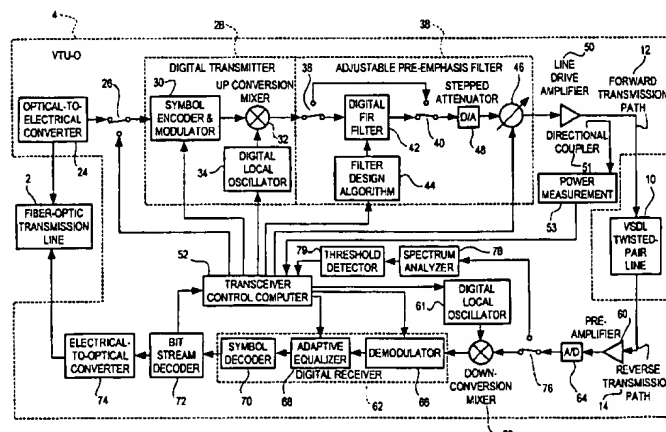 4
28
38
50
12
VTU-O
DIGITAL TRANSMITTER
ADJUSTABLE PRE-EMPHASIS FILTER
LINE DRIVE AMPLIFIER
FORWARD TRANSMISSION PATH
OPTICAL-TO-ELECTRICAL CONVERTER
24
26
30
SYMBOL ENCODER & MODULATOR
UP CONVERSION MIXER
32
34
DIGITAL LOCAL OSCILLATOR
38
DIGITAL FIR FILTER
42
40
STEPPED ATTENUATOR
D/A
48
46
FILTER DESIGN ALGORITHM
44
DIRECTIONAL COUPLER
51
POWER MEASUREMENT
53
10
VSDL TWISTED-PAIR LINE
2
FIBER-OPTIC TRANSMISSION LINE
52
TRANSCEIVER CONTROL COMPUTER
79
THRESHOLD DETECTOR
78
SPECTRUM ANALYZER
61
DIGITAL LOCAL OSCILLATOR
PRE-AMPLIFIER
60
A/D
64
76
DOWN-CONVERSION MIXER
ELECTRICAL-TO-OPTICAL CONVERTER
74
BIT STREAM DECODER
72
SYMBOL DECODER
70
ADAPTIVE EQUALIZER
68
DEMODULATOR
66
DIGITAL RECEIVER
62
REVERSE TRANSMISSION PATH
14